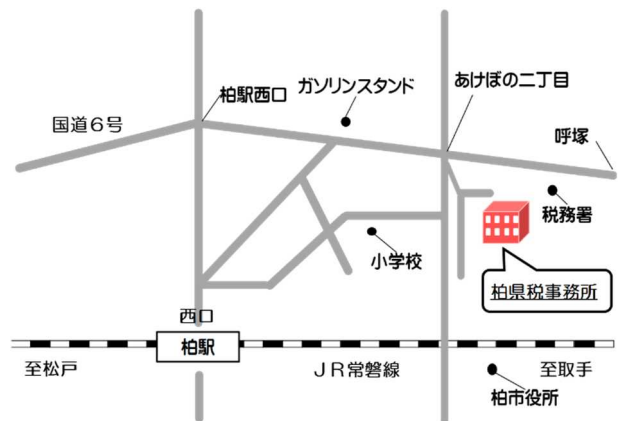 あけぼの二丁目
ガソリンスタンド
柏駅西口
国道6号
呼塚
税務署
小学校
柏県税事務所
西口
柏駅
至松戸
JR常磐線
至取手
柏市役所